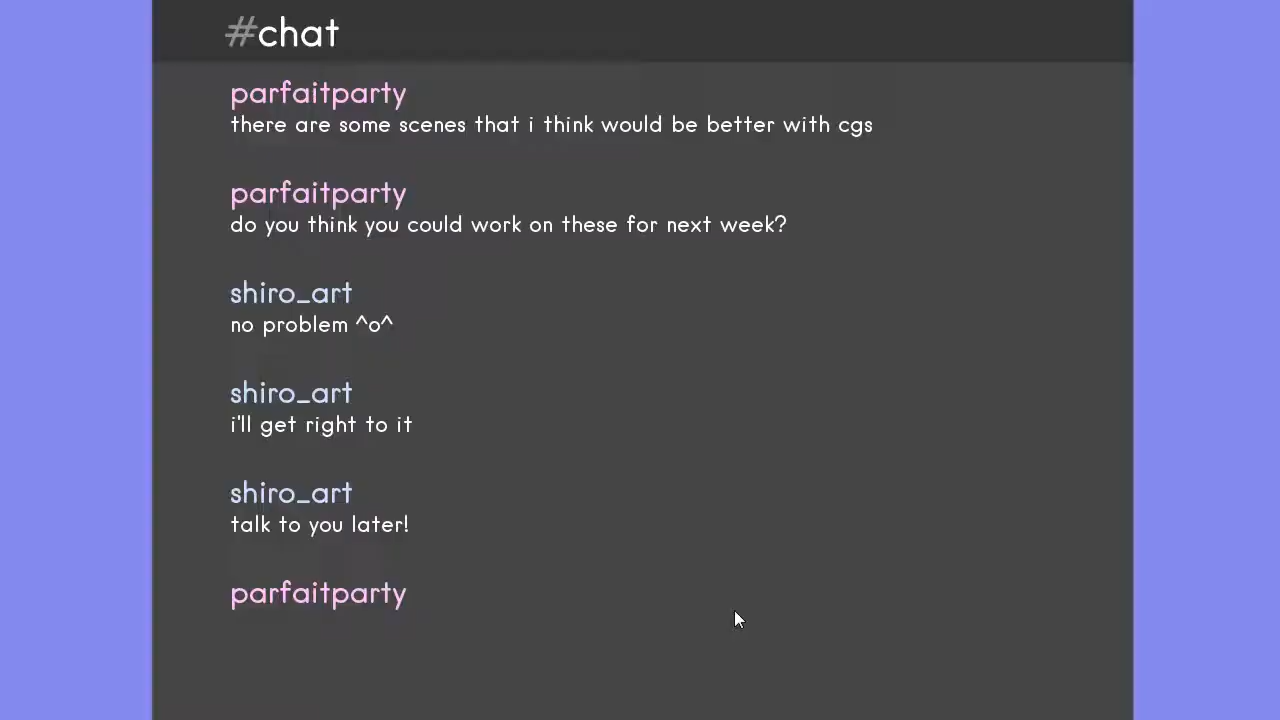 #chat
parfaitparty
there are some scenes that i think would be better with cgs
parfaitparty
do you think you could work on these for next week?
shiro_art
no problem ^o^
shiro_art
i'll get right to it
shiro_art
talk to you later!
parfaitparty